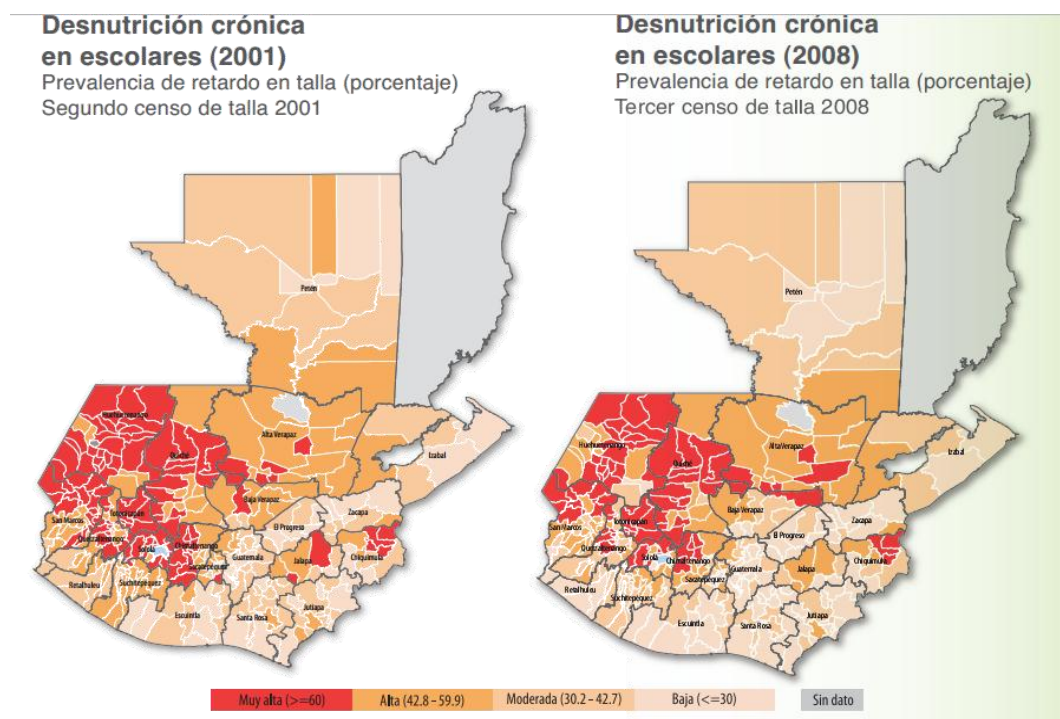 Desnutrición crónica
en escolares (2001)
Prevalencia de retardo en talla (porcentaje)
Segundo censo de talla 2001
Desnutrición crónica
en escolares (2008)
Prevalencia de retardo en talla (porcentaje)
Tercer censo de talla 2008
Petén
Huehuetenango
Quiché
Alta Verapaz
Izabal
Baja Verapaz
Zacapa
San Marcos
Totonicapán
El Progreso
Quetzaltenango
Sololá
Chimaltenango
Guatemala
Jalapa
Chiquimula
Sacatepéquez
Retalhuleu
Suchitepéquez
Escuintla
Santa Rosa
Jutiapa
Petén
Huehuetenango
Quiché
Alta Verapaz
Izabal
Baja Verapaz
Zacapa
San Marcos
Totonicapán
El Progreso
Quetzaltenango
Sololá
Chimaltenango
Guatemala
Jalapa
Chiquimula
Sacatepéquez
Retalhuleu
Suchitepéquez
Escuintla
Santa Rosa
Jutiapa
Muy alta (>=60)
Alta (42.8 – 59.9)
Moderada (30.2 – 42.7)
Baja (<=30)
Sin dato